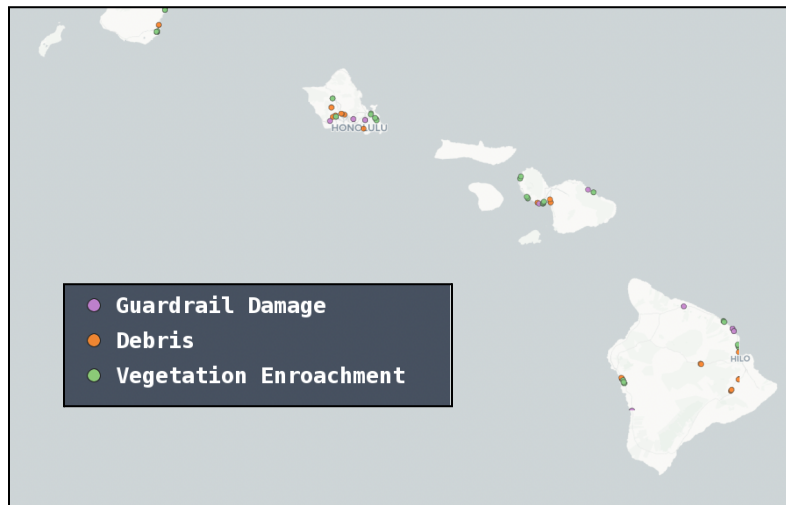 HONOLULU
Guardrail Damage
Debris
Vegetation Enroachment
HILO